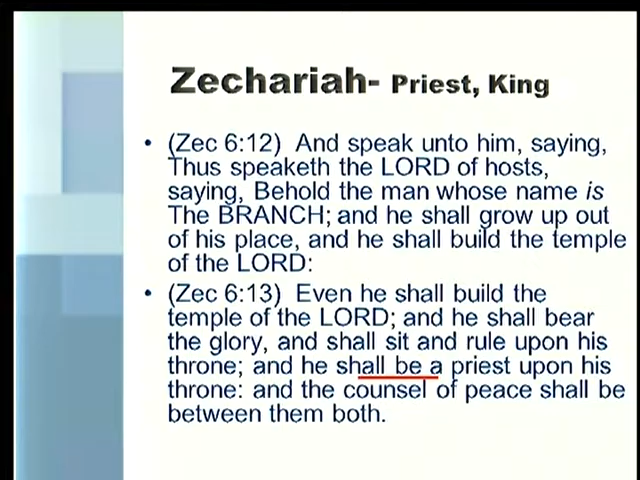 Zechariah- Priest, King
• (Zec 6:12) And speak unto him, saying,
Thus speaketh the LORD of hosts,
saying, Behold the man whose name is
The BRANCH; and he shall grow up out
of his place, and he shall build the temple
of the LORD:
• (Zec 6:13) Even he shall build the
temple of the LORD; and he shall bear
the glory, and shall sit and rule upon his
throne; and he shall be a priest upon his
throne: and the counsel of peace shall be
between them both.